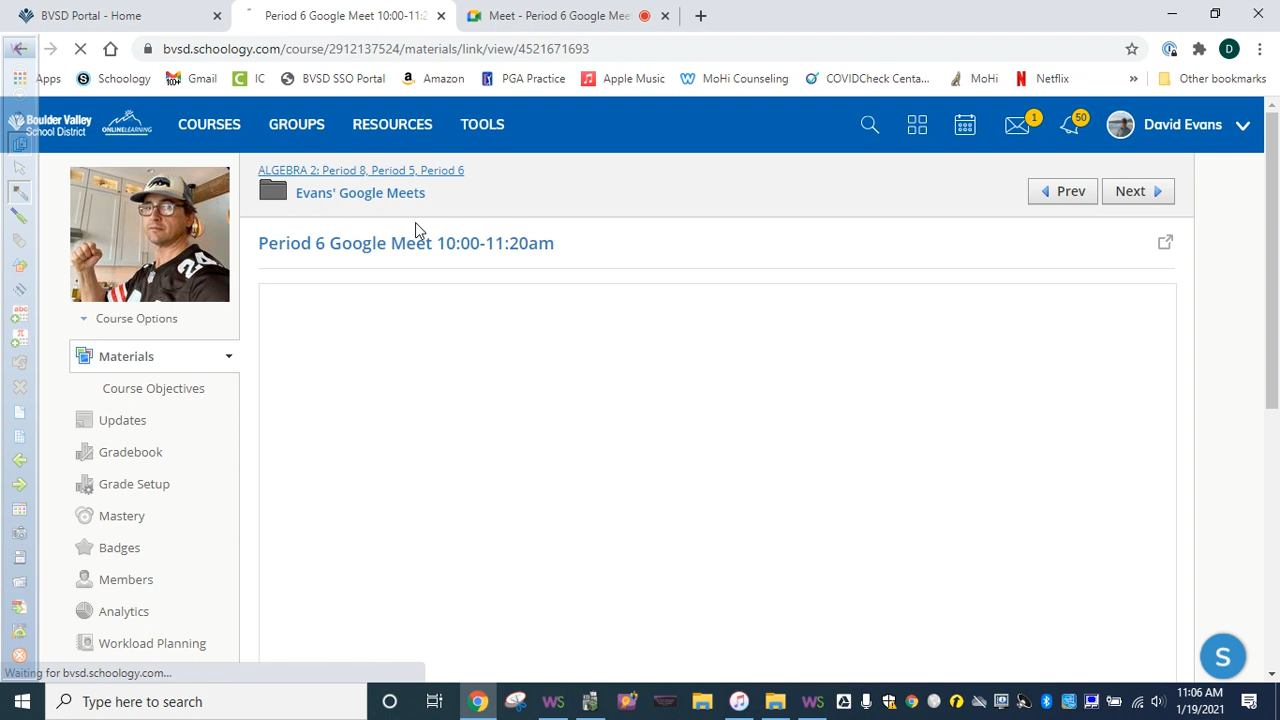 BVSD Portal - Home
Period 6 Google Meet 10:00-11:2
Meet - Period 6 Google Mee
bvsd.schoology.com/course/2912137524/materials/link/view/4521671693
Apps
Schoology
Gmail
IC
BVSD SSO Portal
Amazon
PGA Practice
Apple Music
MoHi Counseling
COVIDCheck Centa...
MoHi
Netflix
Other bookmarks
Boulder Valley
School District
ONLINE LEARNING
COURSES
GROUPS
RESOURCES
TOOLS
1
50
David Evans
ALGEBRA 2: Period 8, Period 5, Period 6
Evans' Google Meets
Prev
Next
Period 6 Google Meet 10:00-11:20am
24
Course Options
Materials
Course Objectives
Updates
Gradebook
Grade Setup
Mastery
Badges
Members
Analytics
Workload Planning
Waiting for bvsd.schoology.com...
S
Type here to search
11:06 AM
1/19/2021